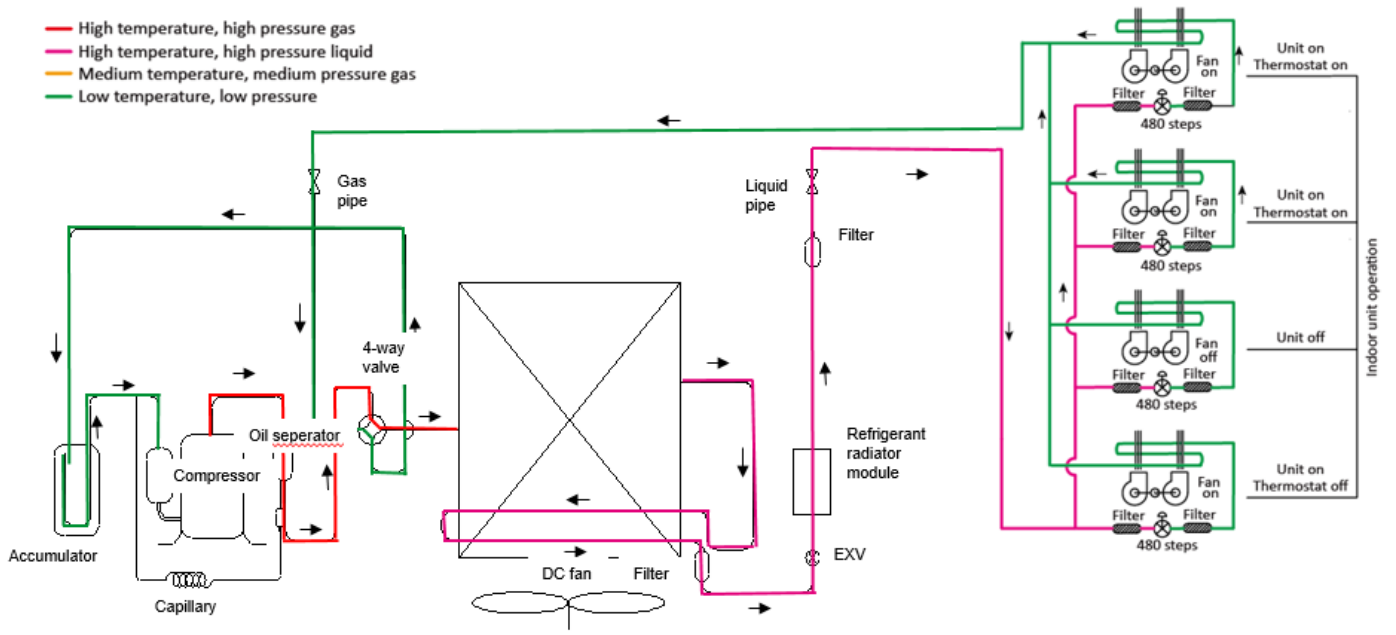 High temperature, high pressure gas
High temperature, high pressure liquid
Medium temperature, medium pressure gas
Low temperature, low pressure
Gas
pipe
4-way
valve
Oil seperator
Compressor
Accumulator
Capillary
DC fan
Filter
Liquid
pipe
Filter
Refrigerant
radiator
module
EXV
Fan
on
Filter
Filter
480 steps
Unit on
Thermostat on
Fan
on
Filter
Filter
480 steps
Unit on
Thermostat on
Fan
off
Filter
Filter
480 steps
Unit off
Fan
on
Filter
Filter
480 steps
Unit on
Thermostat off
Indoor unit operation